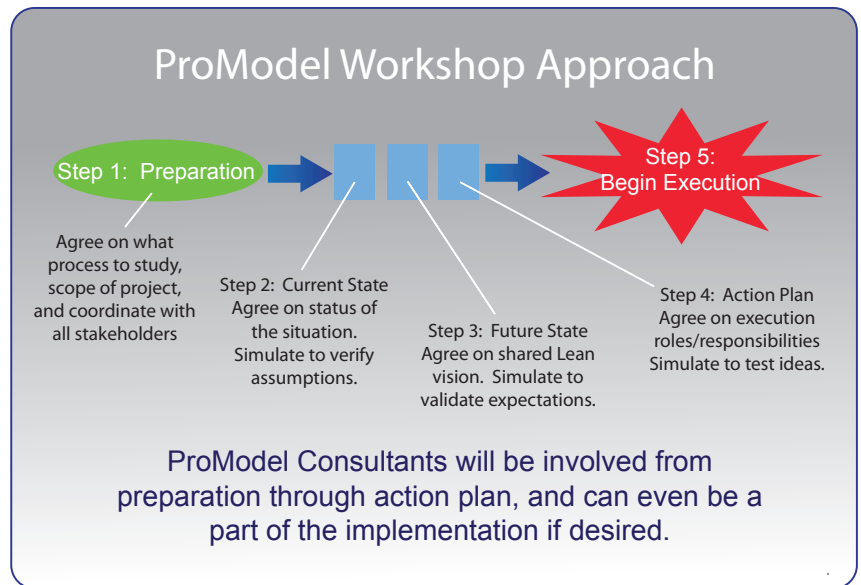 ProModel Workshop Approach
Step 1: Preparation
Step 5:
Begin Execution
Agree on what
process to study,
scope of project,
and coordinate with
all stakeholders
Step 2: Current State
Agree on status of
the situation.
Simulate to verify
assumptions.
Step 3: Future State
Agree on shared Lean
vision. Simulate to
validate expectations.
Step 4: Action Plan
Agree on execution
roles/responsibilities
Simulate to test ideas.
ProModel Consultants will be involved from
preparation through action plan, and can even be a
part of the implementation if desired.